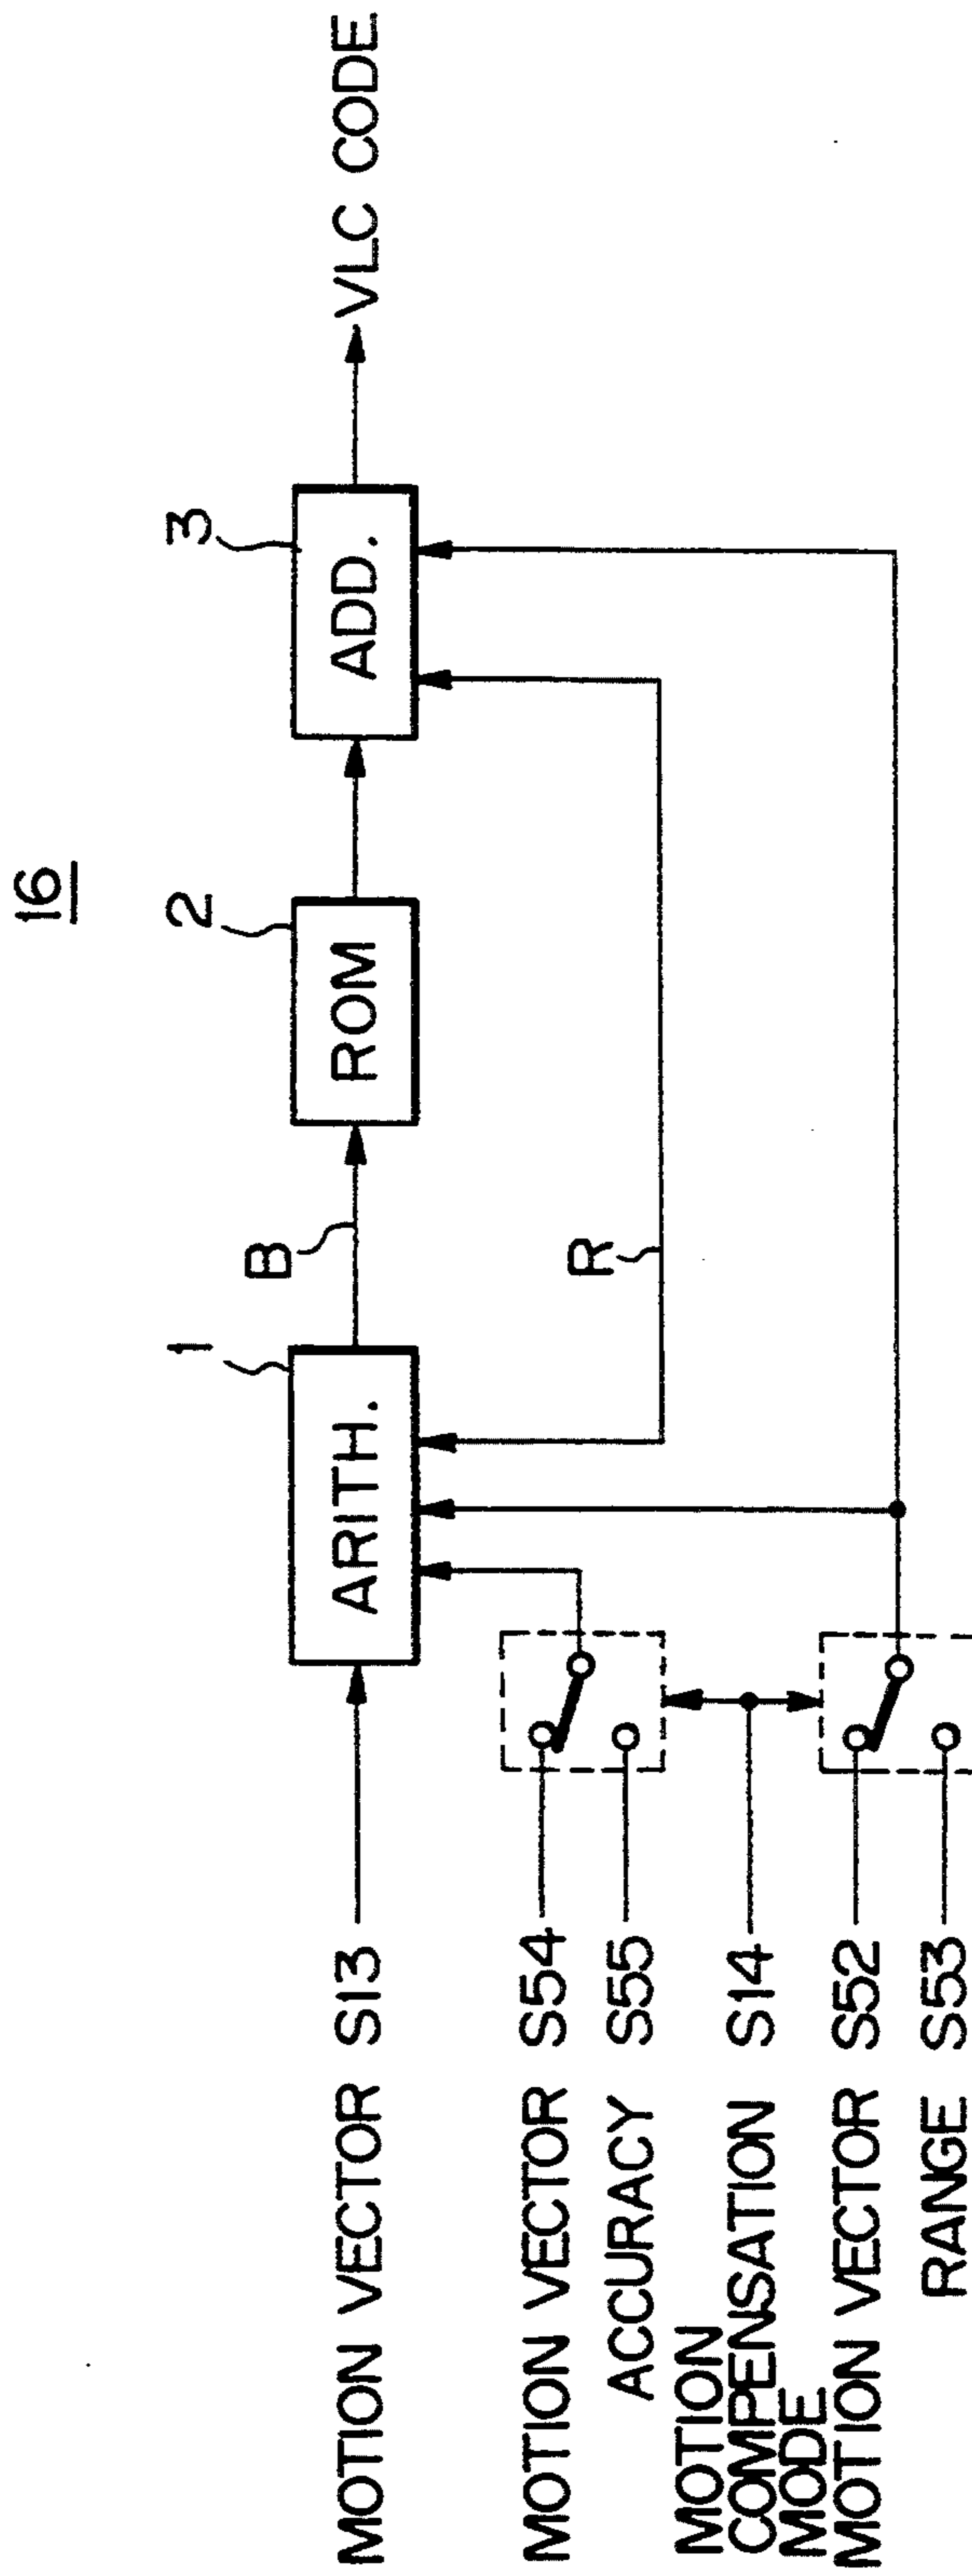 16
1
2
3
ARITH.
B
ROM
ADD.
VLC CODE
R
MOTION VECTOR S13
MOTION VECTOR S54
ACCURACY S55
MOTION
COMPENSATION S14
MODE
MOTION VECTOR S52
RANGE S53